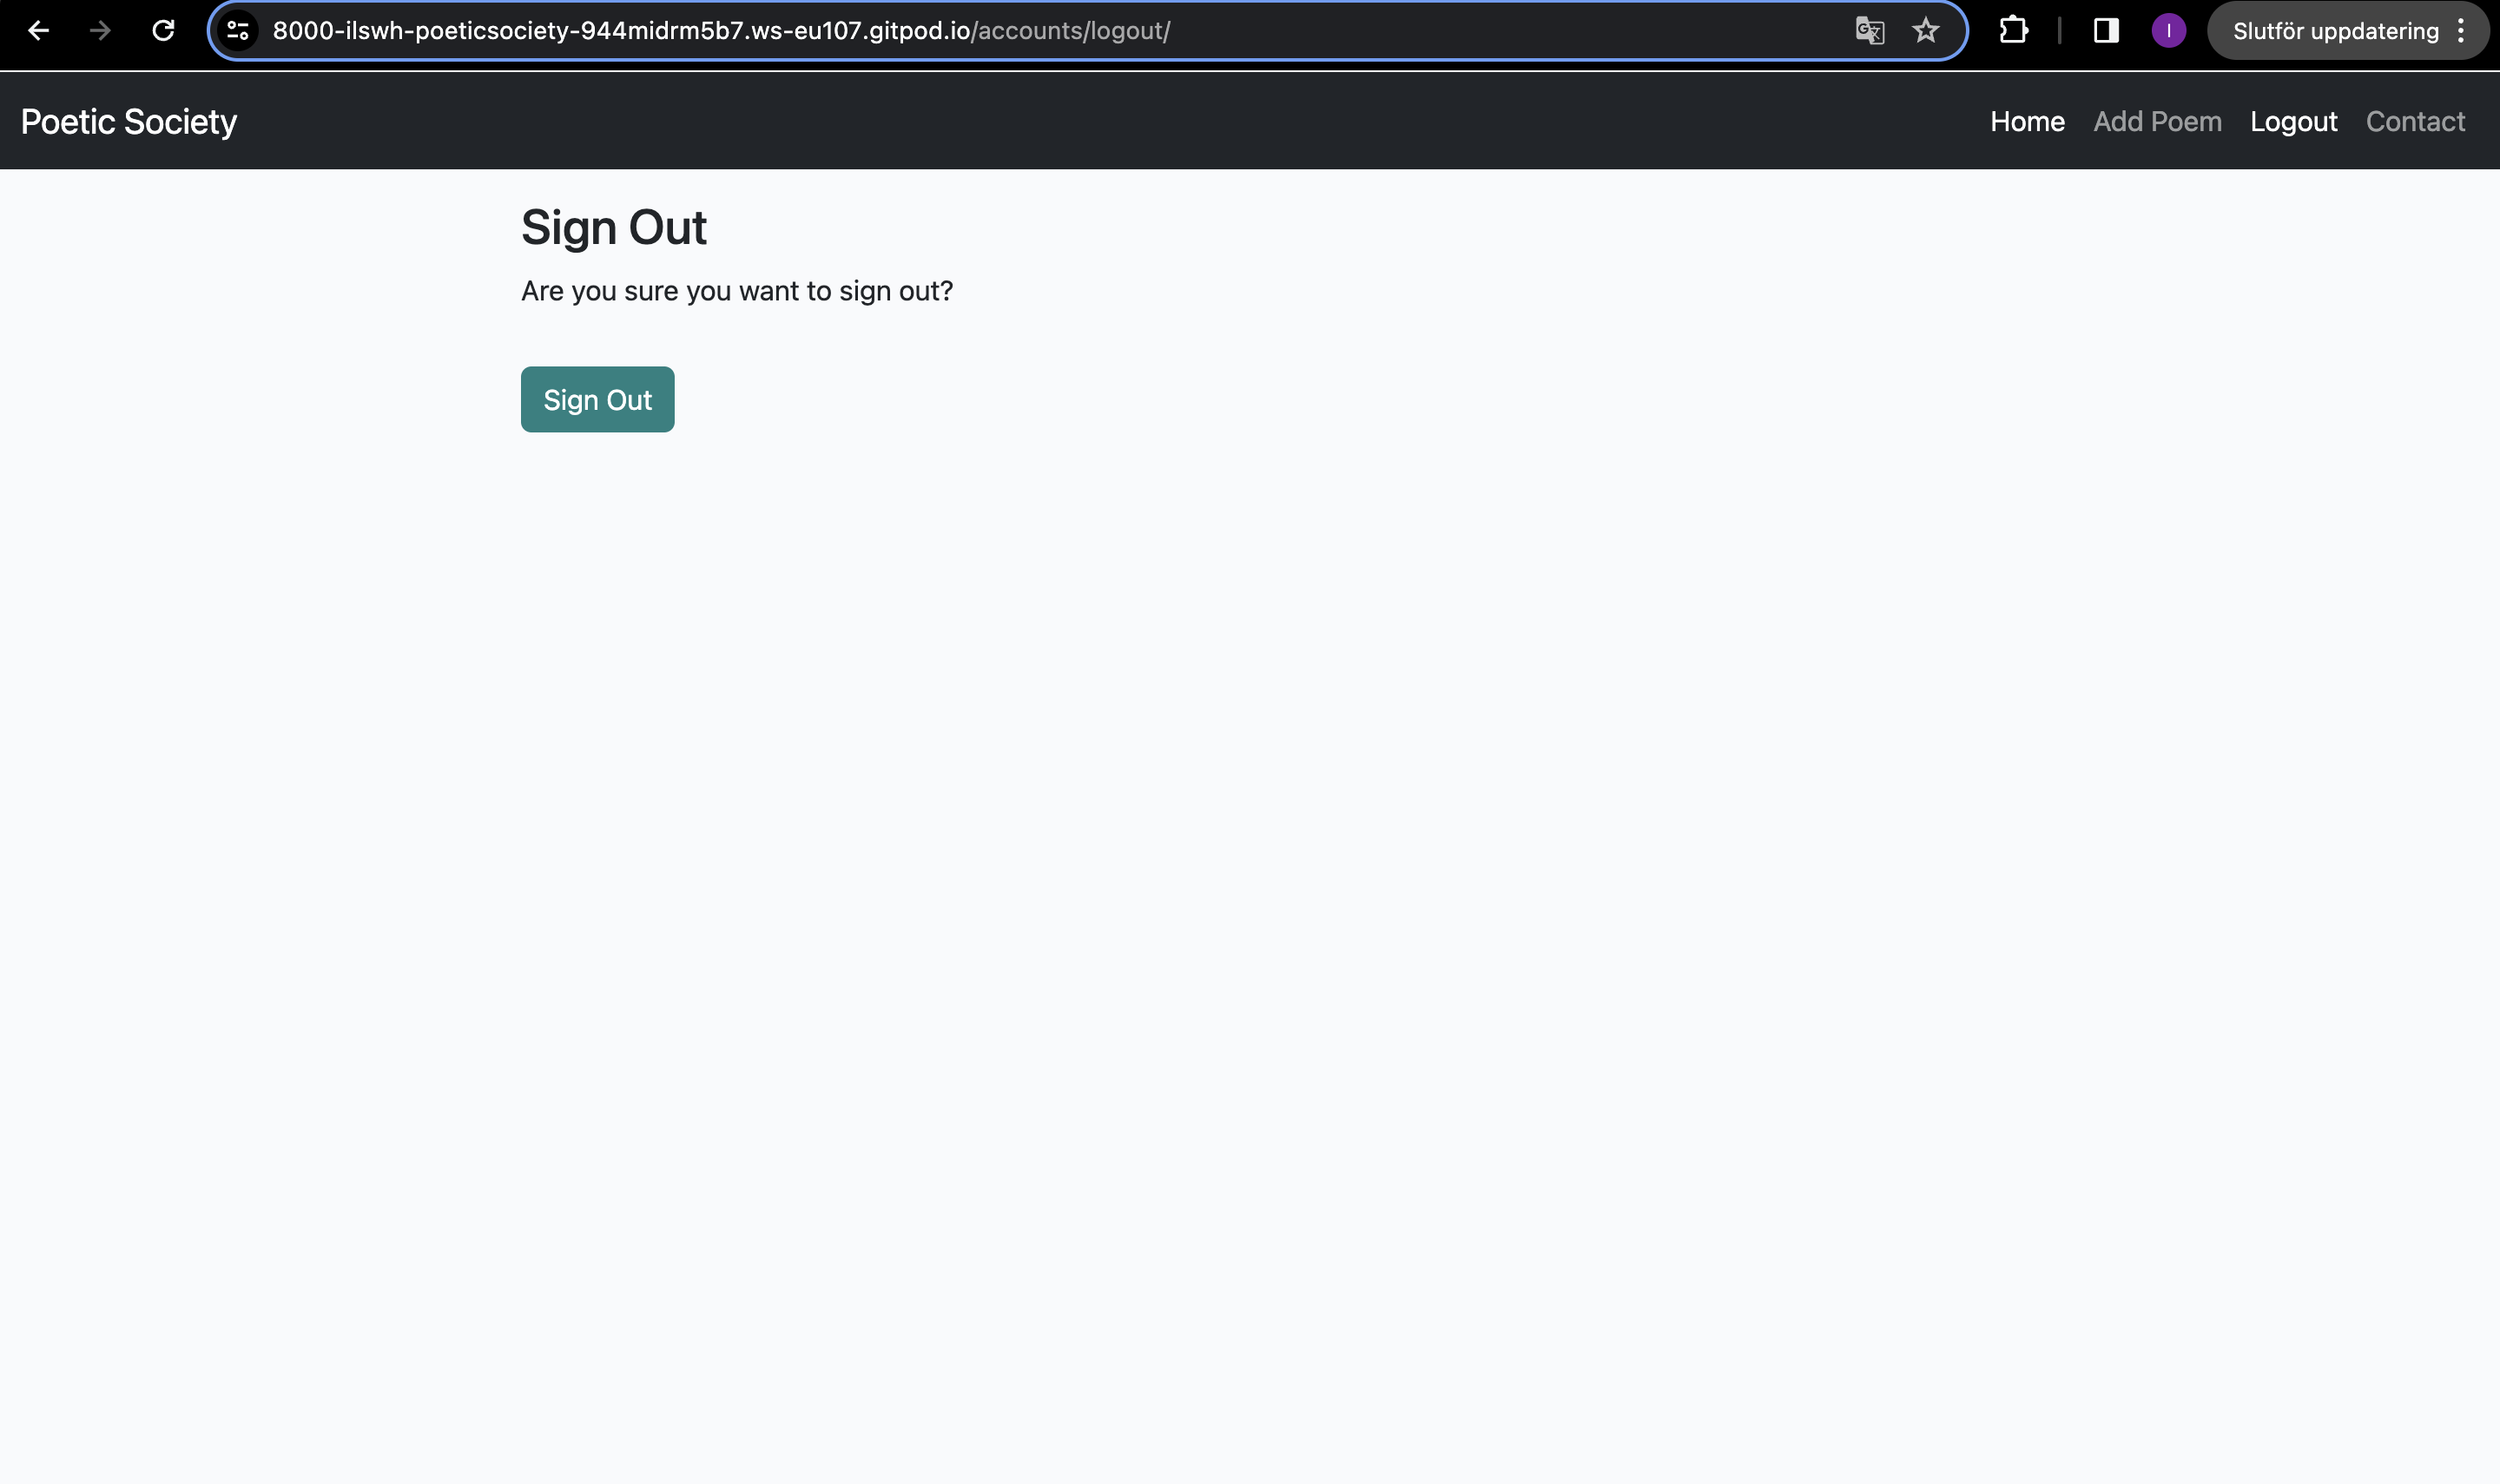 8000-ilswh-poeticsociety-944midrm5b7.ws-eu107.gitpod.io/accounts/logout/ I Slutför uppdatering
Poetic Society Home Add Poem Logout Contact
Sign Out
Are you sure you want to sign out?
Sign Out